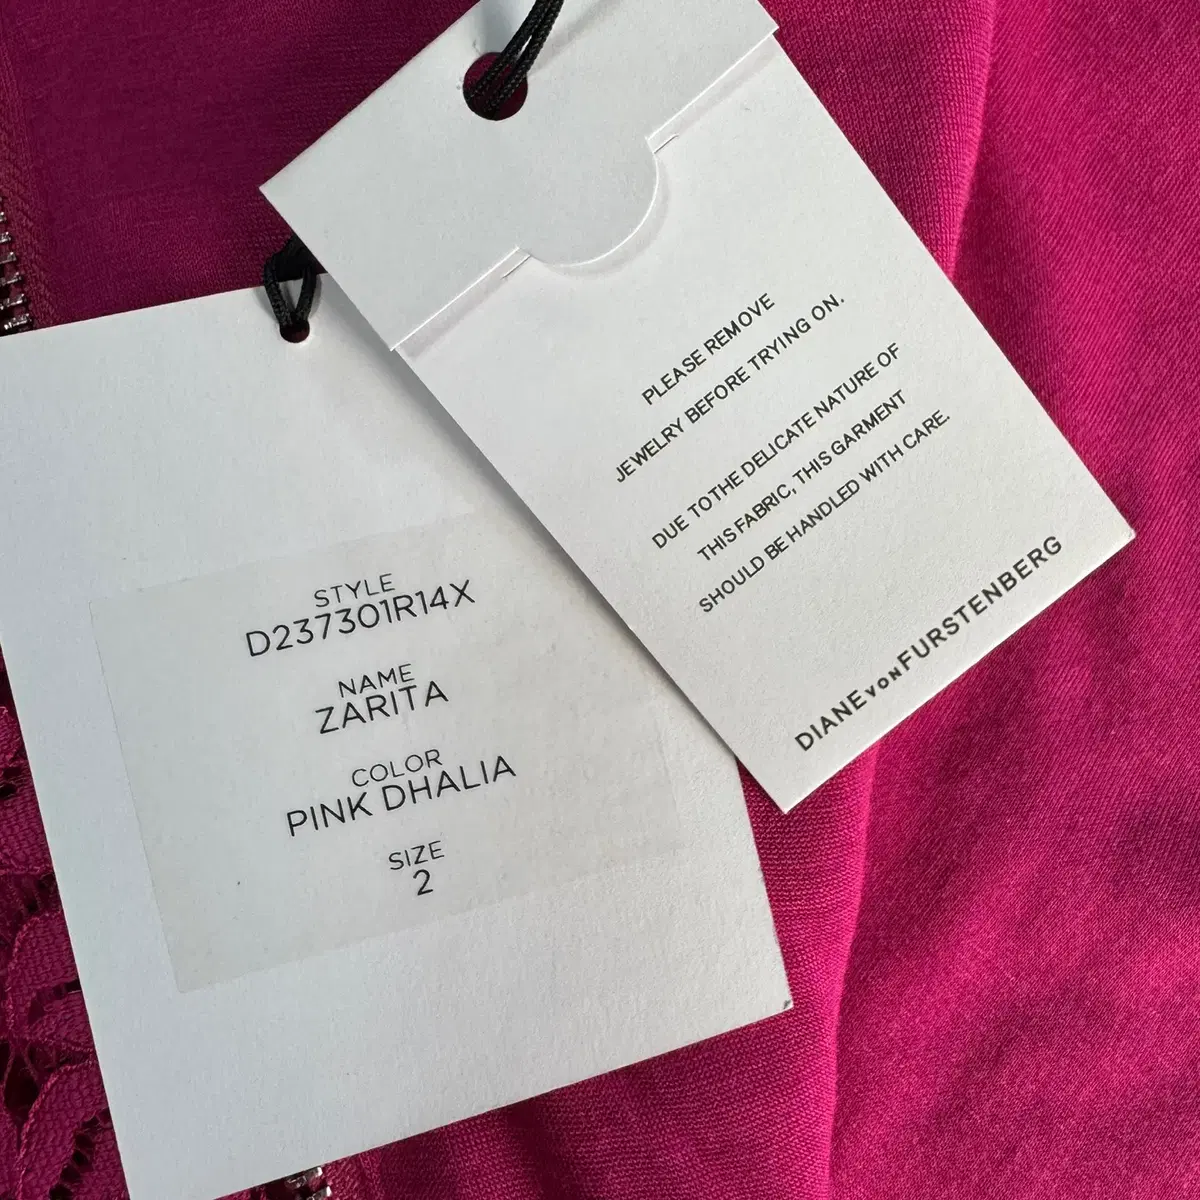 PLEASE REMOVE
JEWELRY BEFORE TRYING ON.
DUE TO THE DELICATE NATURE OF
THIS FABRIC, THIS GARMENT
SHOULD BE HANDLED WITH CARE.
DIANE VON FURSTENBERG
STYLE
D237301R14X
NAME
ZARITA
COLOR
PINK DHALIA
SIZE
2